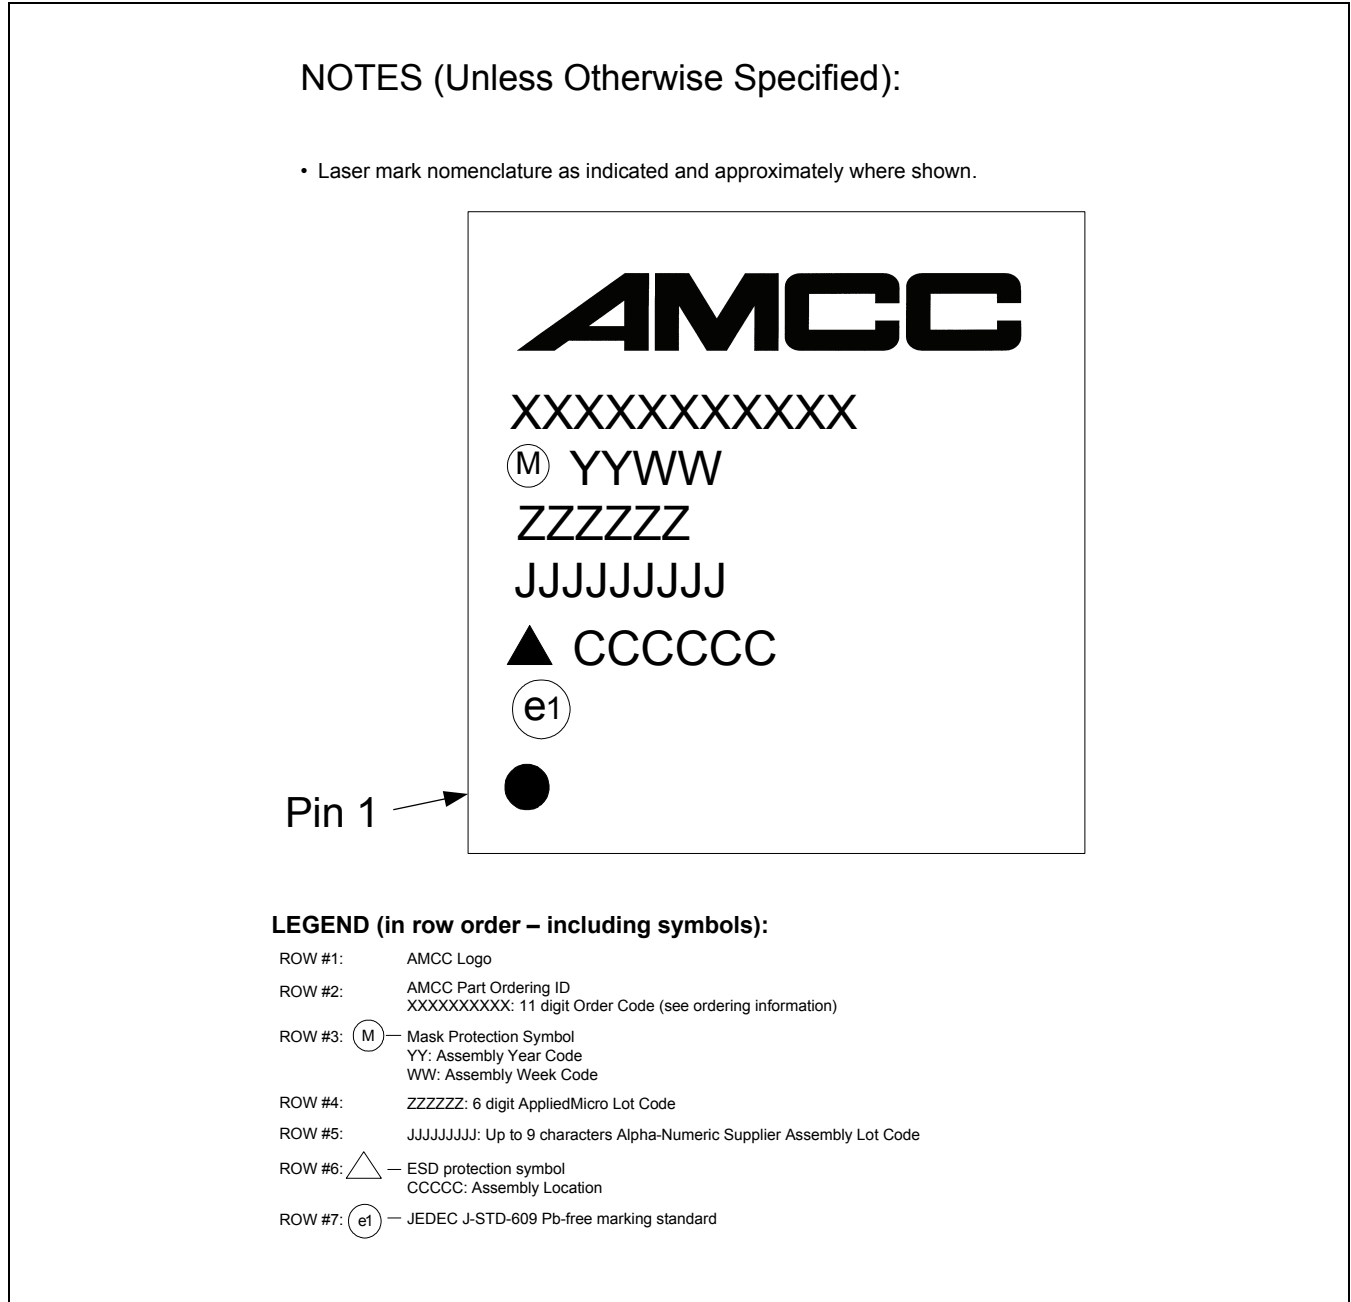 NOTES (Unless Otherwise Specified):
• Laser mark nomenclature as indicated and approximately where shown.
AMCC
XXXXXXXXXXX
M YYWW
ZZZZZZ
JJJJJJJJJ
CCCCCC
e1
Pin 1
LEGEND (in row order – including symbols):
ROW #1: AMCC Logo
ROW #2: AMCC Part Ordering ID
XXXXXXXXXX: 11 digit Order Code (see ordering information)
ROW #3: M — Mask Protection Symbol
YY: Assembly Year Code
WW: Assembly Week Code
ROW #4: ZZZZZZ: 6 digit AppliedMicro Lot Code
ROW #5: JJJJJJJJJ: Up to 9 characters Alpha-Numeric Supplier Assembly Lot Code
ROW #6: — ESD protection symbol
CCCCC: Assembly Location
ROW #7: e1 — JEDEC J-STD-609 Pb-free marking standard